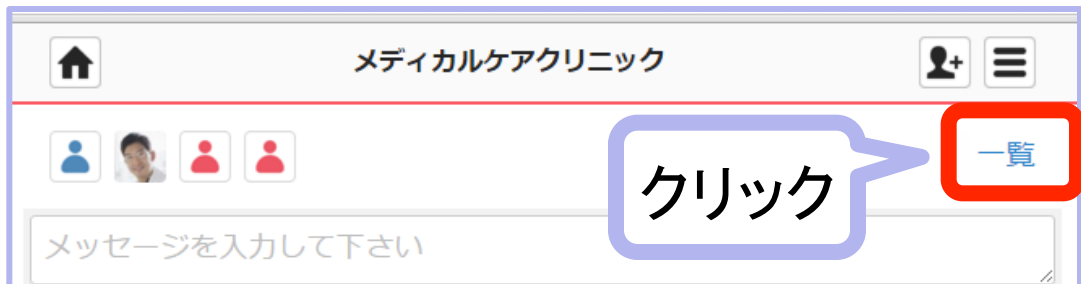 メディカルケアクリニック
一覧
クリック
メッセージを入力して下さい